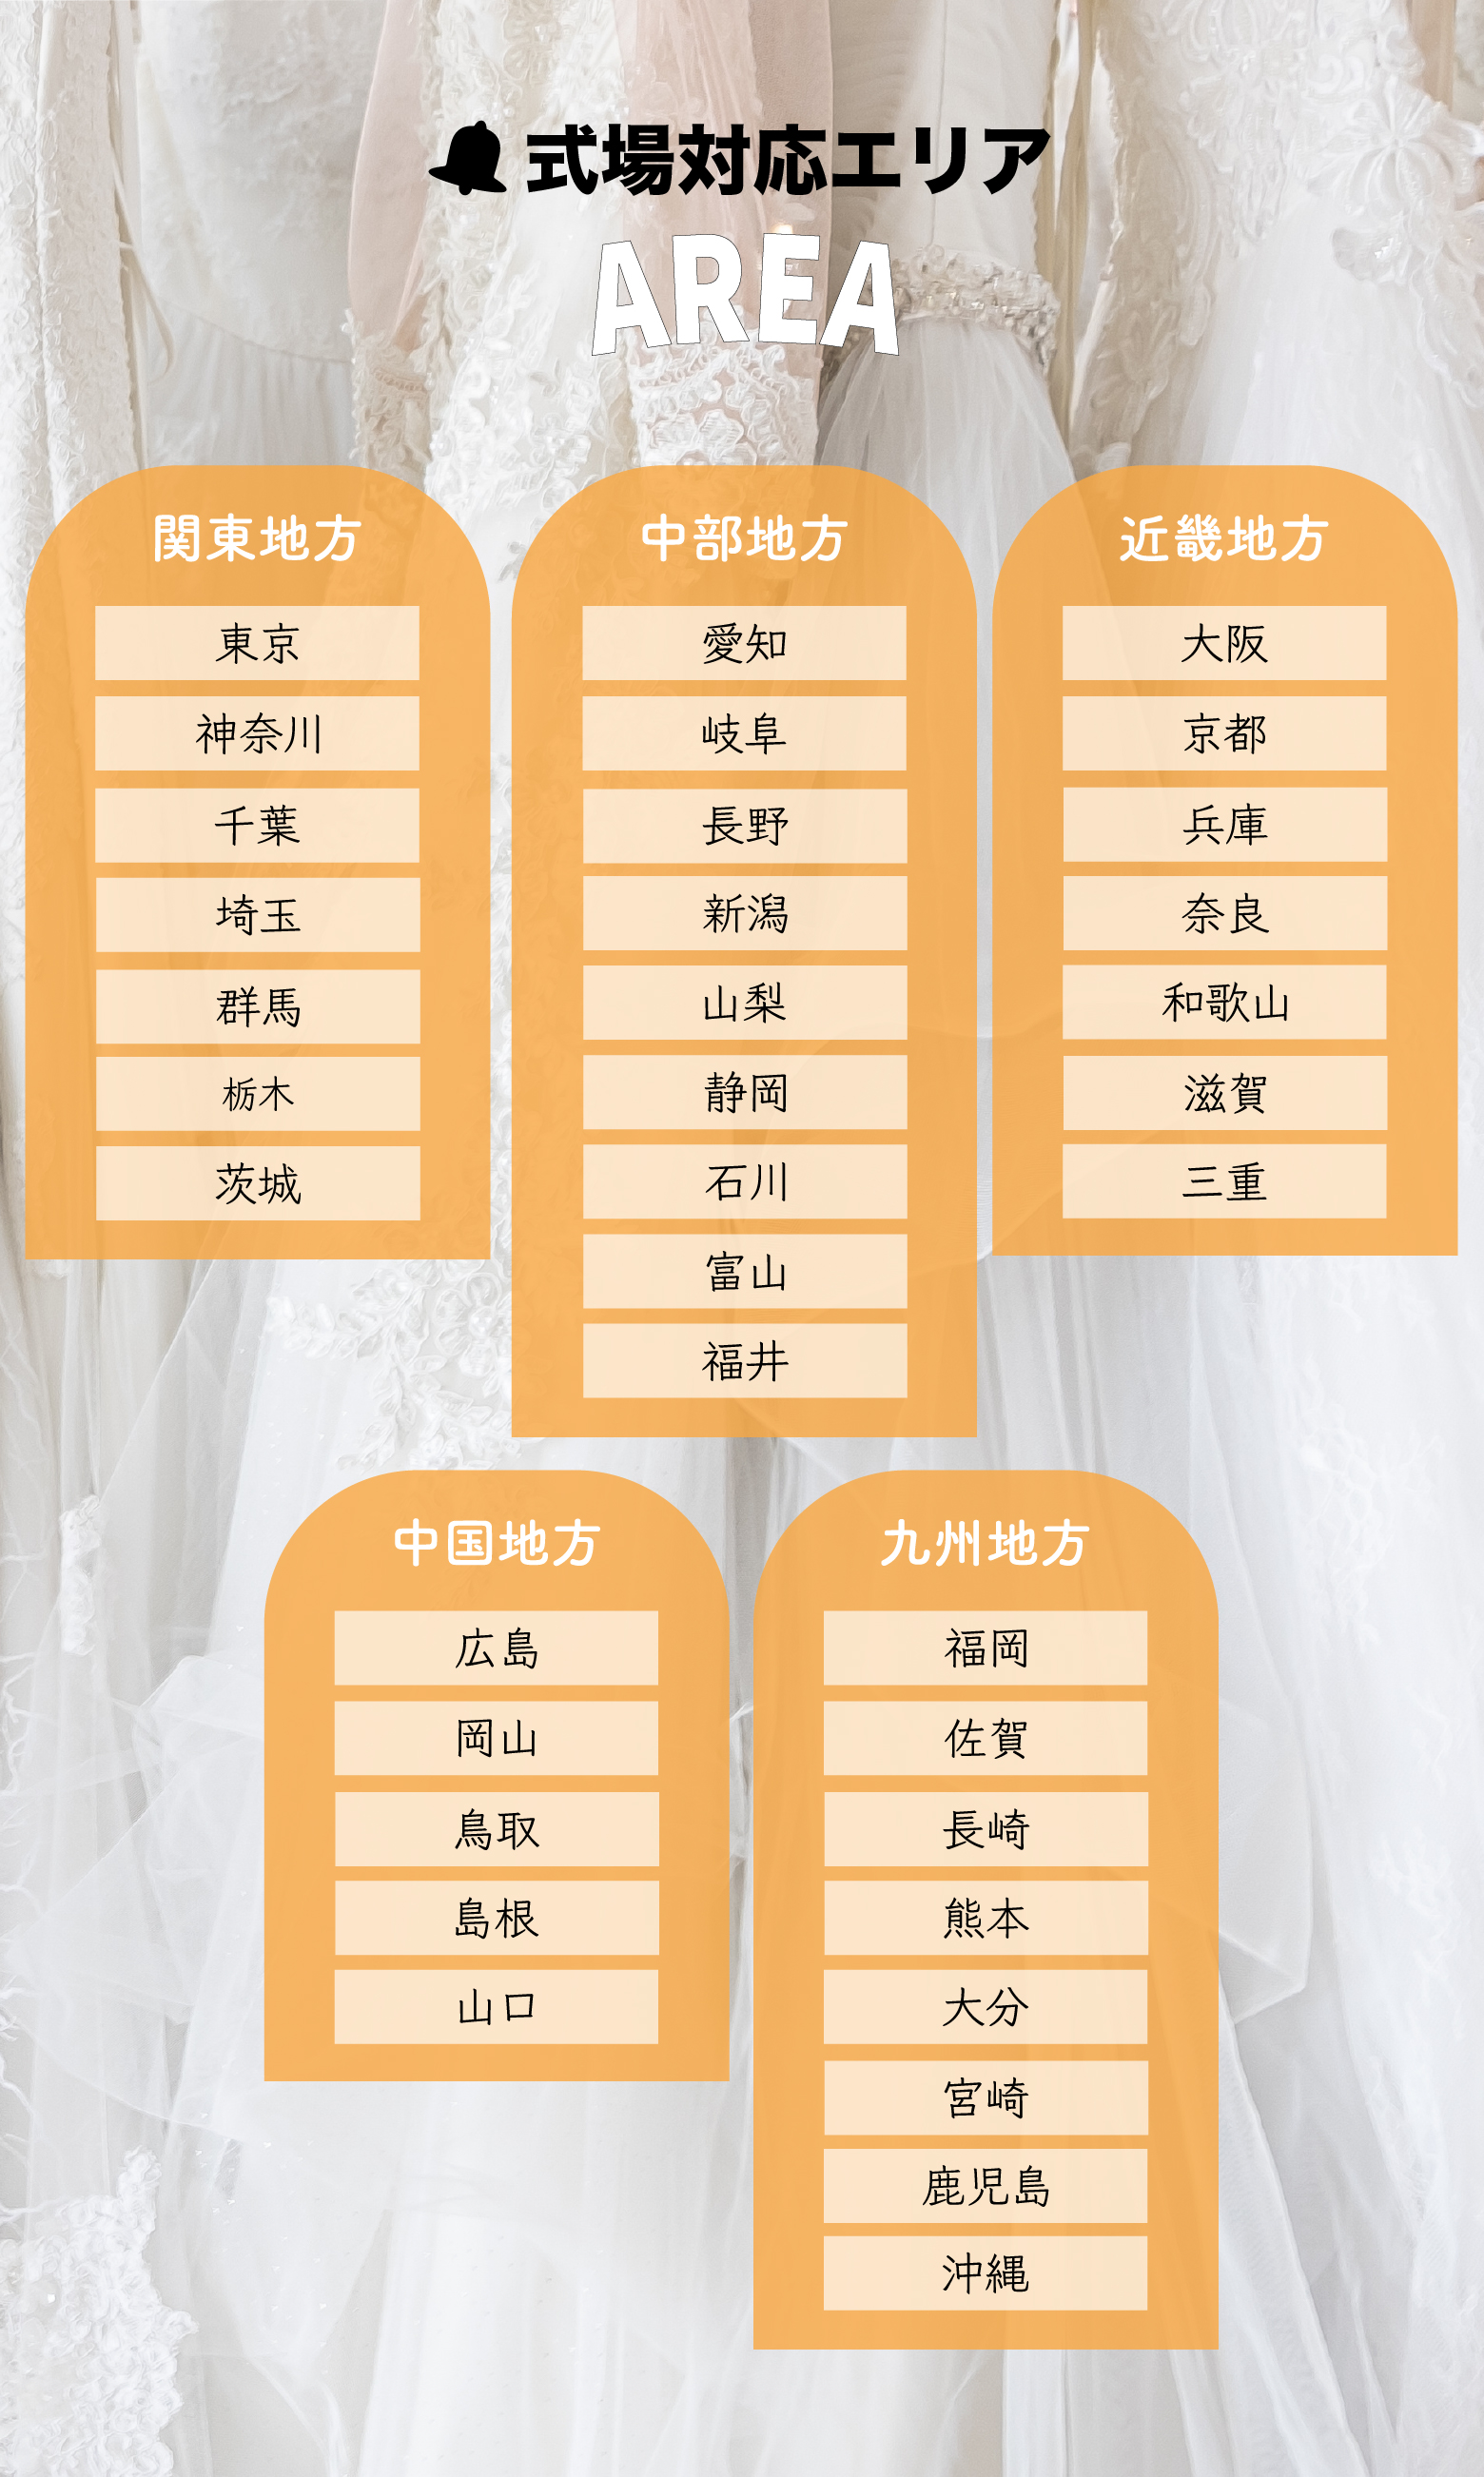 式場対応エリア
AREA
関東地方
東京
神奈川
千葉
埼玉
群馬
栃木
茨城
中部地方
愛知
岐阜
長野
新潟
山梨
静岡
石川
富山
福井
近畿地方
大阪
京都
兵庫
奈良
和歌山
滋賀
三重
中国地方
広島
岡山
鳥取
島根
山口
九州地方
福岡
佐賀
長崎
熊本
大分
宮崎
鹿児島
沖縄